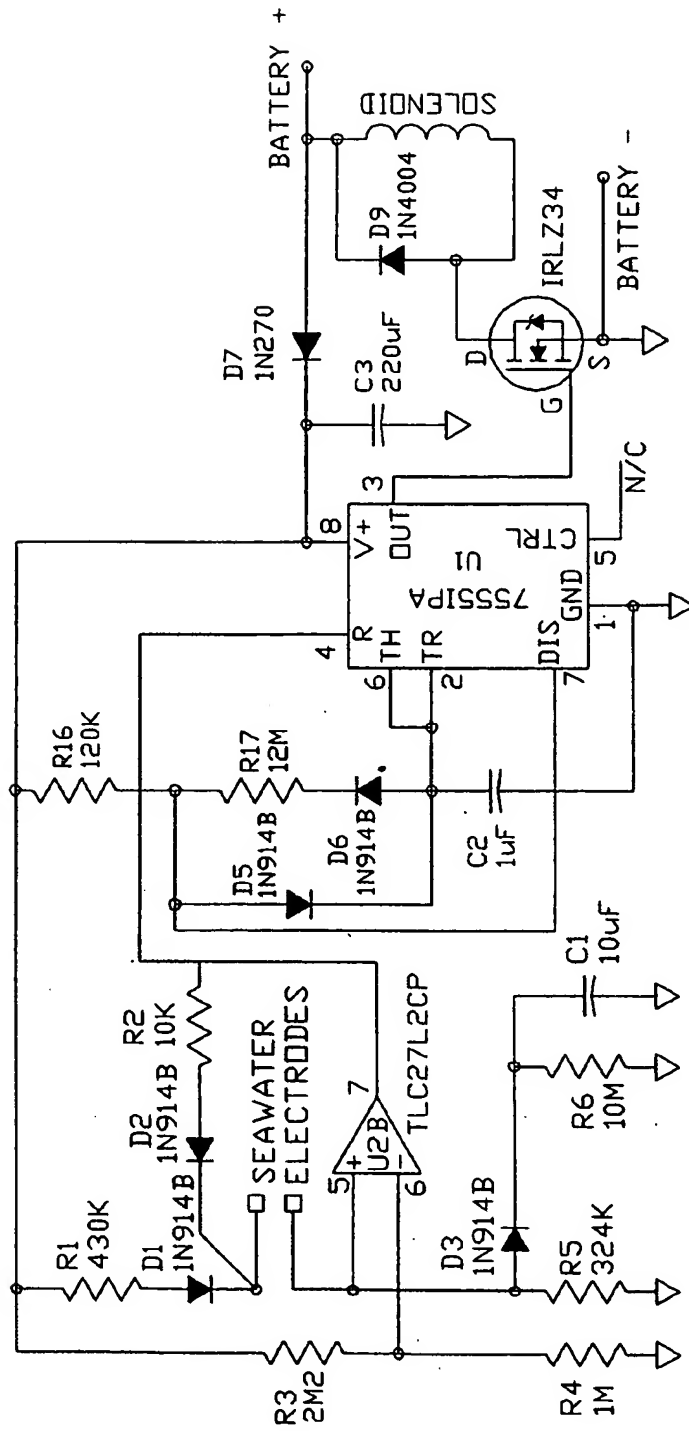 BATTERY +
D7
1N270
C3
220uF
D9
1N4004
SOLENOID
IRLZ34
D
G
S
BATTERY -
R16
120K
R17
12M
D5
1N914B
D6
1N914B
C2
1uF
8
V+
3
OUT
4
R
6
TH
TR
2
U1
7555IPA
DIS
7
GND
1
CTRL
5
N/C
R1
430K
D1
1N914B
D2
1N914B
R2
10K
SEAWATER
ELECTRODES
5
+
U2B
-
6
7
TLC27L2CP
R3
2M2
R4
1M
D3
1N914B
R5
324K
R6
10M
C1
10uF